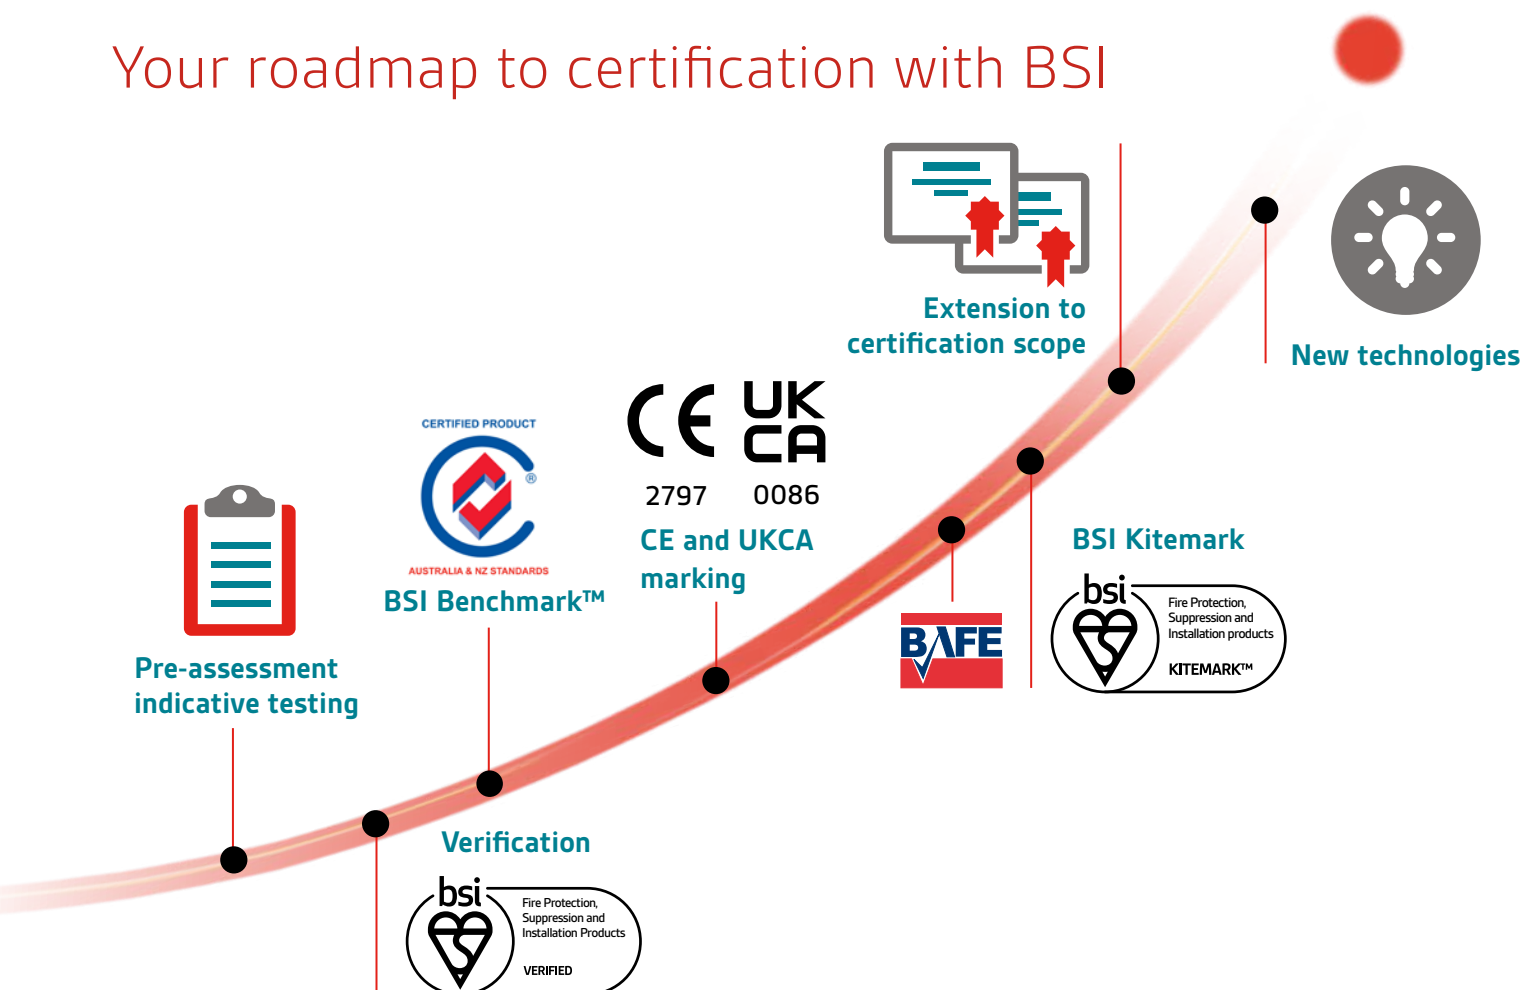 Your roadmap to certification with BSI
Extension to
certification scope
New technologies
CERTIFIED PRODUCT
®
AUSTRALIA & NZ STANDARDS
BSI Benchmark™
CE UK
CA
2797 0086
CE and UKCA
marking
Pre-assessment
indicative testing
BAFE
BSI Kitemark
bsi
Fire Protection,
Suppression and
Installation products
KITEMARK™
Verification
bsi
Fire Protection,
Suppression and
Installation Products
VERIFIED